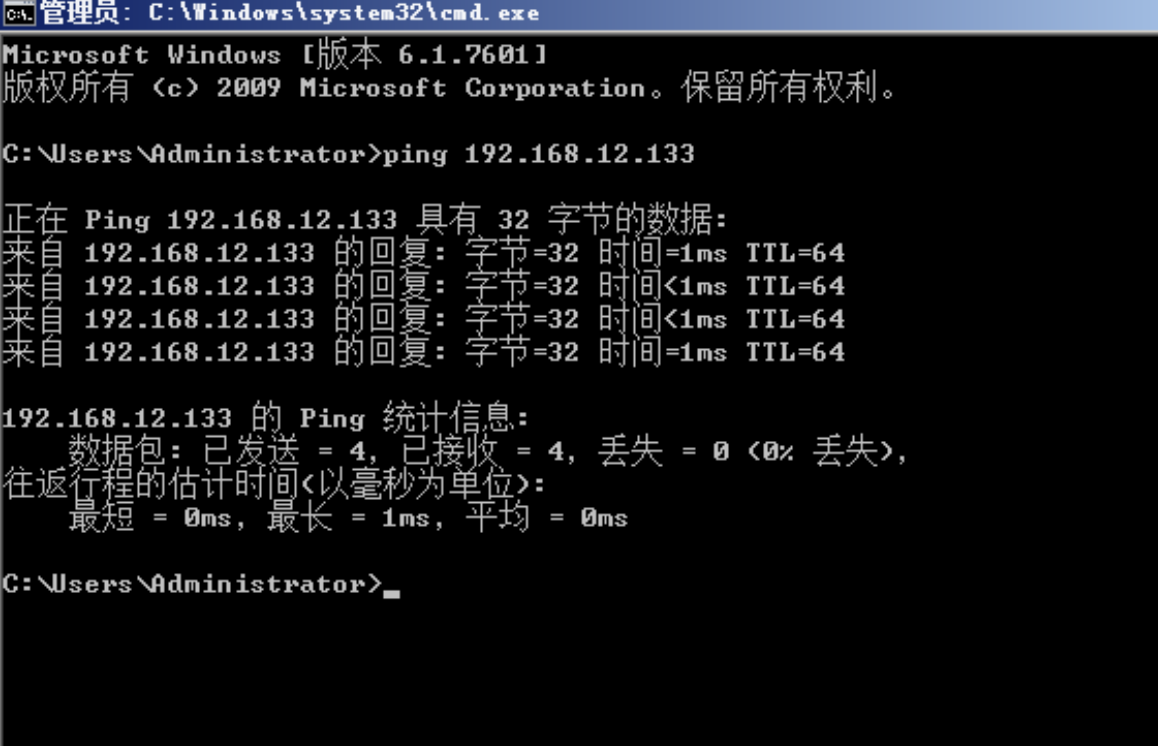 管理员: C:\Windows\system32\cmd.exe
Microsoft Windows [版本 6.1.7601]
版权所有 (c) 2009 Microsoft Corporation。保留所有权利。
C:\Users\Administrator>ping 192.168.12.133
正在 Ping 192.168.12.133 具有 32 字节的数据:
来自 192.168.12.133 的回复: 字节=32 时间=1ms TTL=64
来自 192.168.12.133 的回复: 字节=32 时间<1ms TTL=64
来自 192.168.12.133 的回复: 字节=32 时间<1ms TTL=64
来自 192.168.12.133 的回复: 字节=32 时间=1ms TTL=64
192.168.12.133 的 Ping 统计信息:
数据包: 已发送 = 4, 已接收 = 4, 丢失 = 0 (0% 丢失),
往返行程的估计时间(以毫秒为单位):
最短 = 0ms, 最长 = 1ms, 平均 = 0ms
C:\Users\Administrator>_